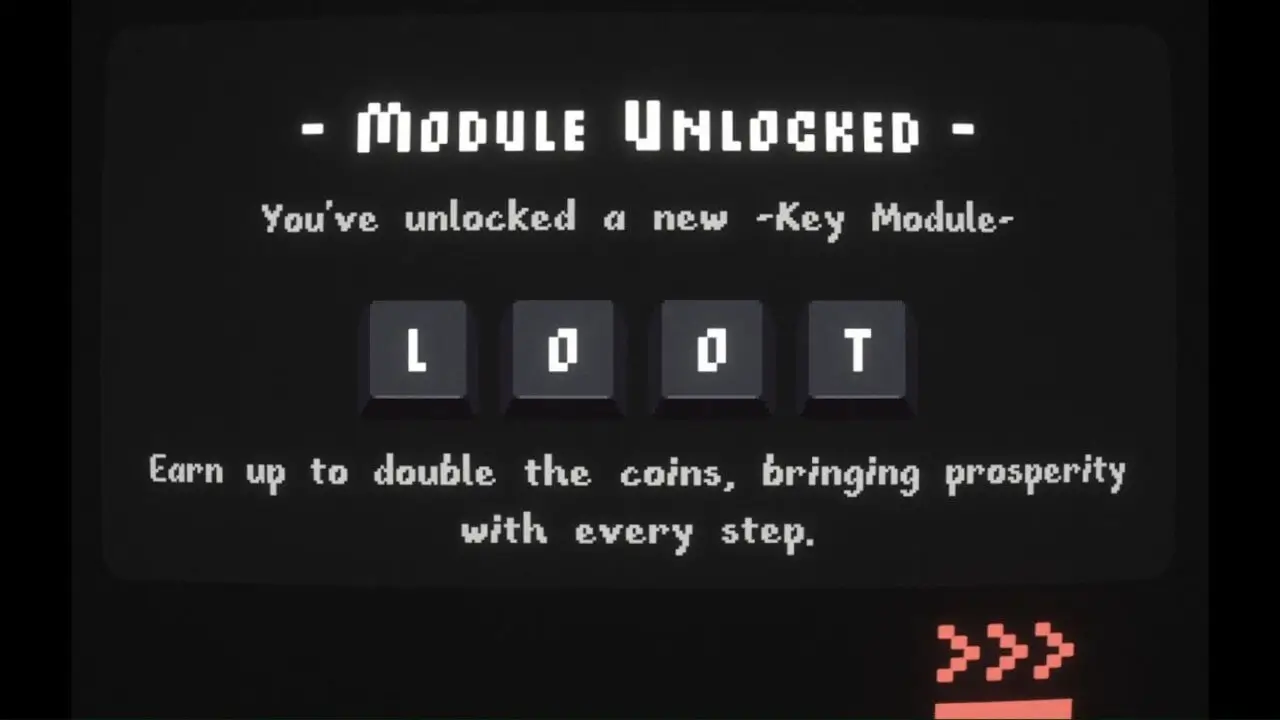 - Module Unlocked -
You've unlocked a new ~Key Module~
L O O T
Earn up to double the coins, bringing prosperity
with every step.
>>>